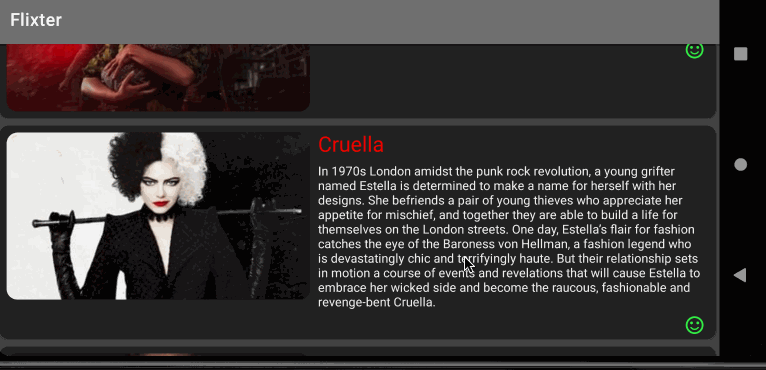 Flixter
Cruella
In 1970s London amidst the punk rock revolution, a young grifter
named Estella is determined to make a name for herself with her
designs. She befriends a pair of young thieves who appreciate her
appetite for mischief, and together they are able to build a life for
themselves on the London streets. One day, Estella’s flair for fashion
catches the eye of the Baroness von Hellman, a fashion legend who
is devastatingly chic and terrifyingly haute. But their relationship sets
in motion a course of events and revelations that will cause Estella to
embrace her wicked side and become the raucous, fashionable and
revenge-bent Cruella.